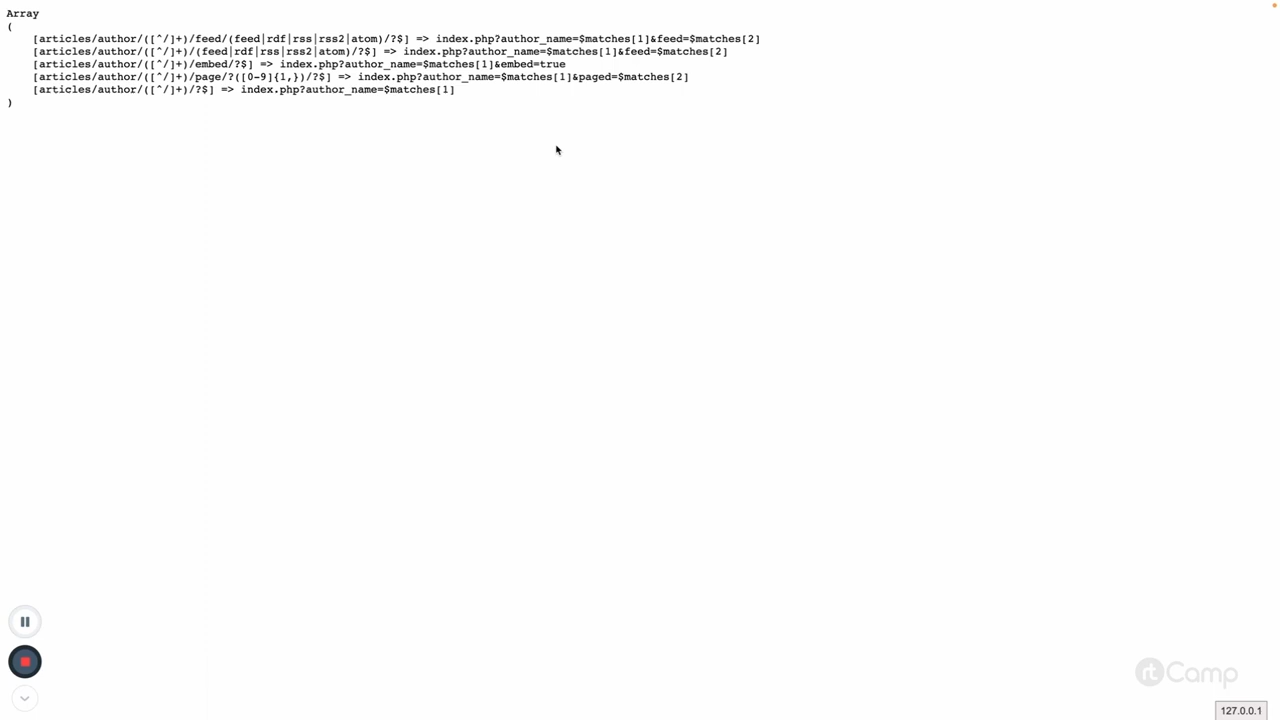 Array
(
[articles/author/([^/]+)/feed/(feed|rdf|rss|rss2|atom)/?$] => index.php?author_name=$matches[1]&feed=$matches[2]
[articles/author/([^/]+)/(feed|rdf|rss|rss2|atom)/?$] => index.php?author_name=$matches[1]&feed=$matches[2]
[articles/author/([^/]+)/embed/?$] => index.php?author_name=$matches[1]&embed=true
[articles/author/([^/]+)/page/?([0-9]{1,})/?$] => index.php?author_name=$matches[1]&paged=$matches[2]
[articles/author/([^/]+)/?$] => index.php?author_name=$matches[1]
)
rtCamp
127.0.0.1